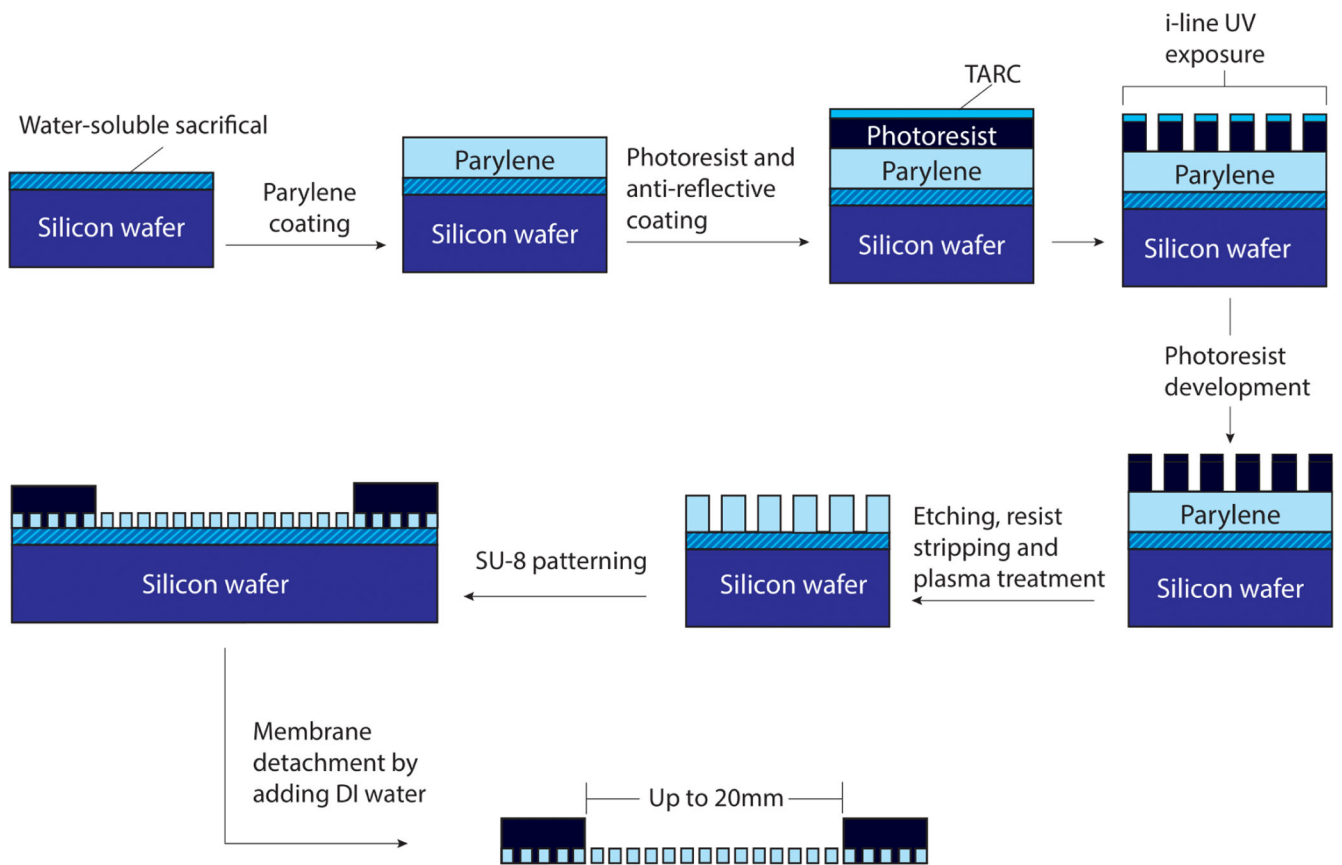 Water-soluble sacrifical
Silicon wafer
Parylene
coating
Parylene
Silicon wafer
Photoresist and
anti-reflective
coating
TARC
Photoresist
Parylene
Silicon wafer
i-line UV
exposure
Parylene
Silicon wafer
Photoresist
development
Parylene
Silicon wafer
Etching, resist
stripping and
plasma treatment
Silicon wafer
SU-8 patterning
Silicon wafer
Membrane
detachment by
adding DI water
Up to 20mm